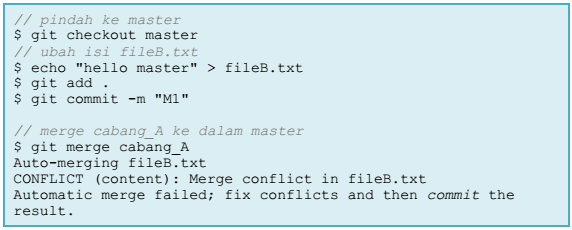 // pindah ke master
$ git checkout master
// ubah isi fileB.txt
$ echo "hello master" > fileB.txt
$ git add .
$ git commit -m "M1"
// merge cabang_A ke dalam master
$ git merge cabang_A
Auto-merging fileB.txt
CONFLICT (content): Merge conflict in fileB.txt
Automatic merge failed; fix conflicts and then commit the
result.